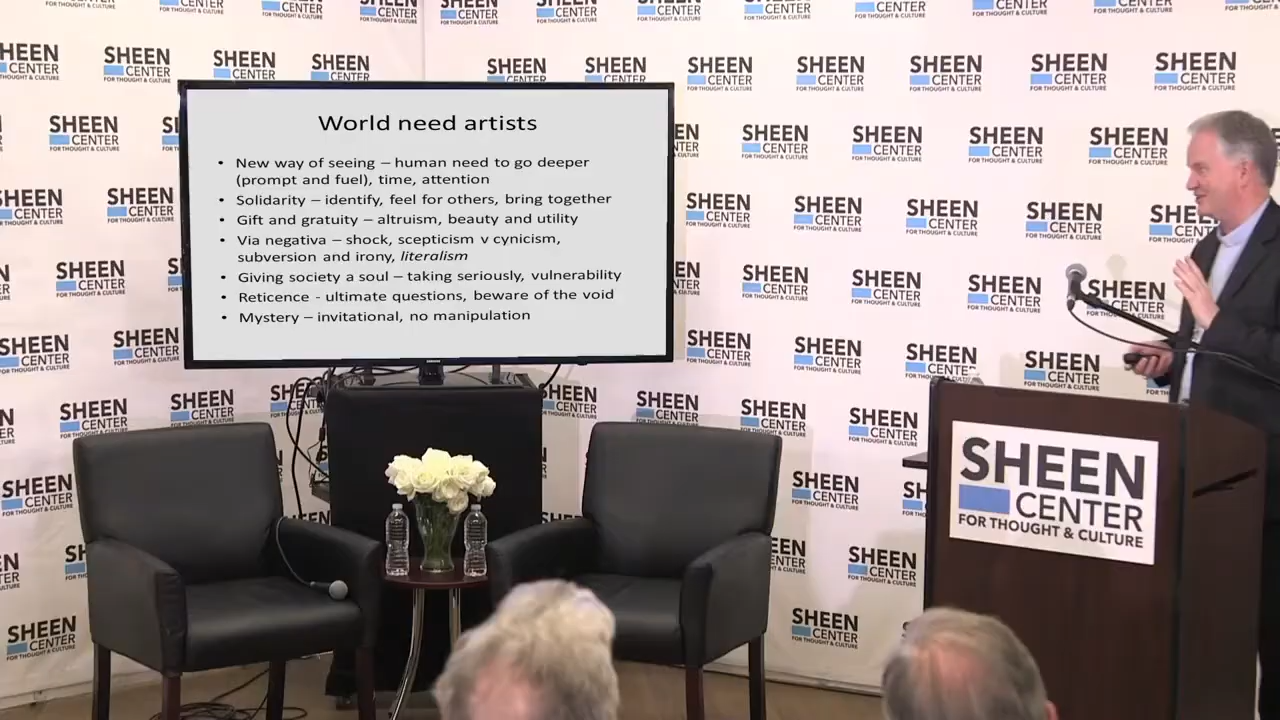 World need artists
• New way of seeing – human need to go deeper
(prompt and fuel), time, attention
• Solidarity – identify, feel for others, bring together
• Gift and gratuity – altruism, beauty and utility
• Via negativa – shock, scepticism v cynicism,
subversion and irony, literalism
• Giving society a soul – taking seriously, vulnerability
• Reticence - ultimate questions, beware of the void
• Mystery – invitational, no manipulation
SHEEN
CENTER
FOR THOUGHT & CULTURE